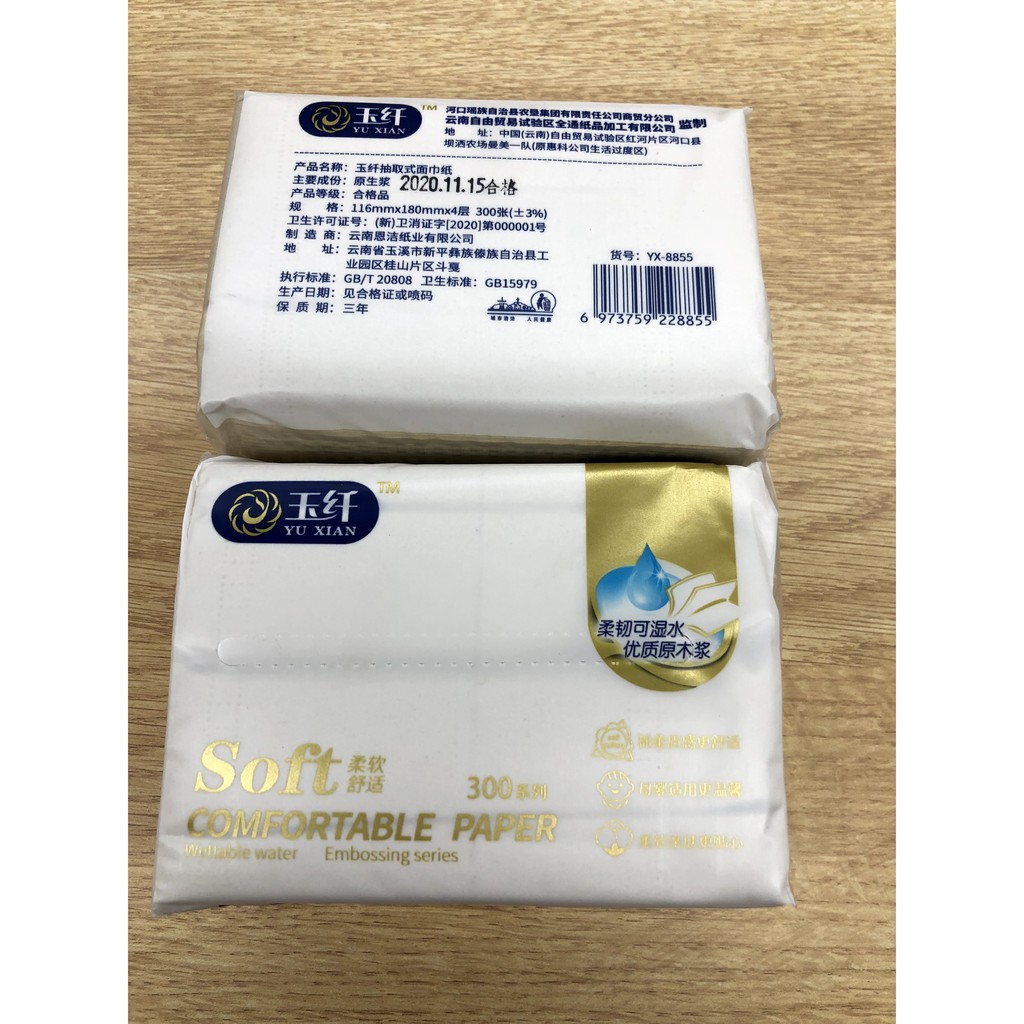 玉纤
YU XIAN
TM
河口瑶族自治县农垦集团有限责任公司商贸分公司
云南自由贸易试验区全通纸品加工有限公司 监制
地 址：中国(云南)自由贸易试验区红河片区河口县
坝洒农场曼美一队(原惠科公司生活过度区)
产品名称：玉纤抽取式面巾纸
主要成份：原生浆 2020.11.15合格
产品等级：合格品
规 格：116mmx180mmx4层 300张(±3%)
卫生许可证号：(新)卫消证字[2020]第000001号
制 造 商：云南恩洁纸业有限公司
地 址：云南省玉溪市新平彝族傣族自治县工
业园区桂山片区斗戛
执行标准：GB/T 20808 卫生标准：GB15979
生产日期：见合格证或喷码
保 质 期：三年
货号：YX-8855
6 973759 228855
玉纤
YU XIAN
TM
柔韧可湿水
优质原木浆
Soft 柔软
舒适
300系列
COMFORTABLE PAPER
Wettable water Embossing series